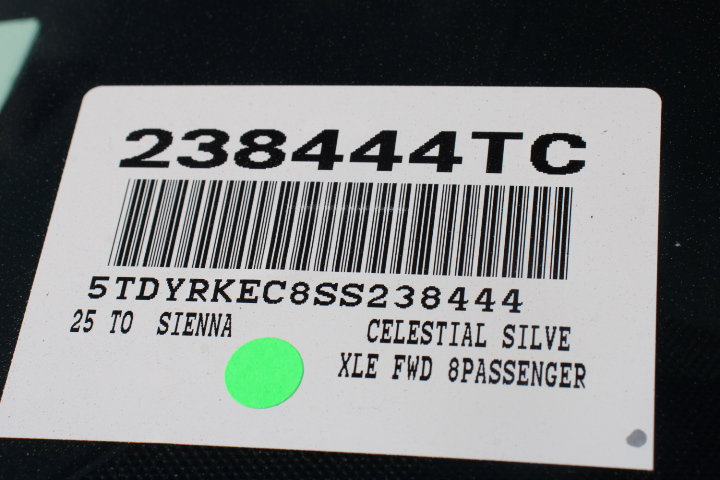 238444TC
5TDYRKEC8SS238444
25 TO SIENNA CELESTIAL SILVE
XLE FWD 8PASSENGER